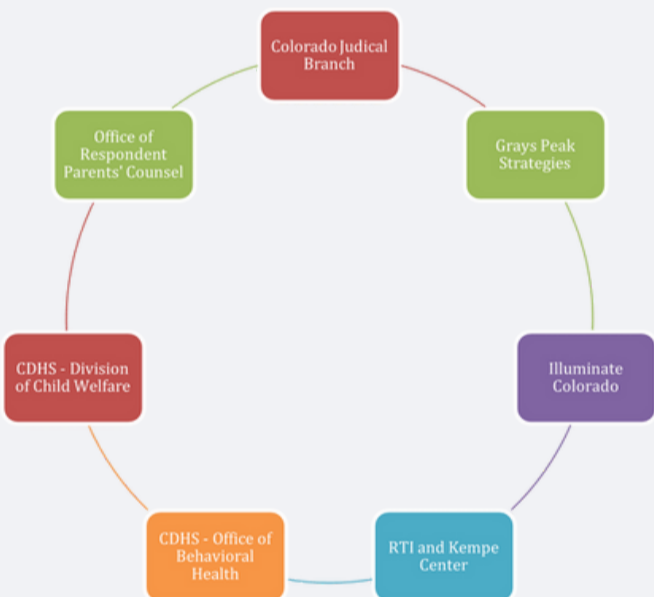 Colorado Judical
Branch
Grays Peak
Strategies
Illuminate
Colorado
RTI and Kempe
Center
CDHS - Office of
Behavioral
Health
CDHS - Division
of Child Welfare
Office of
Respondent
Parents' Counsel